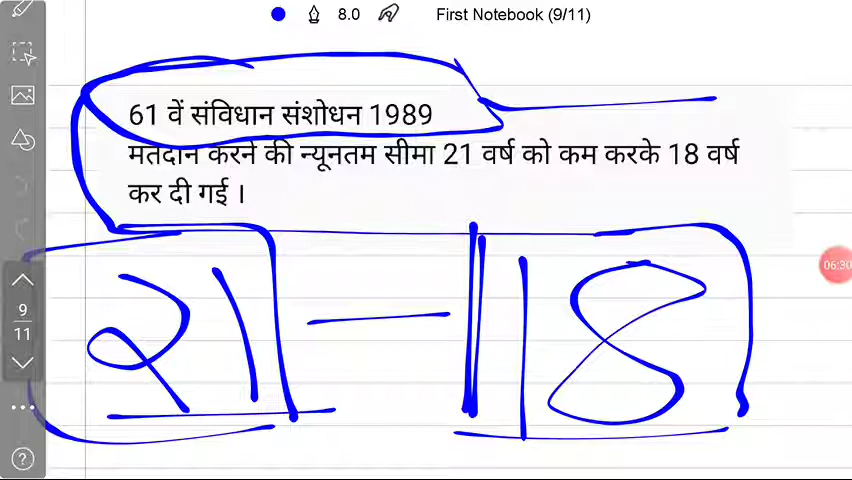 8.0 First Notebook (9/11)
61 वें संविधान संशोधन 1989
मतदान करने की न्यूनतम सीमा 21 वर्ष को कम करके 18 वर्ष
कर दी गई ।
06:30
21 — 18
9
11
?